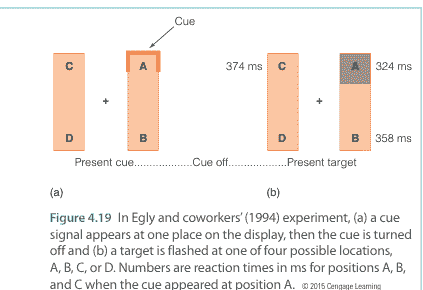 Cue
C A 374 ms C A 324 ms
+ +
D B D B 358 ms
Present cue..................Cue off..................Present target
(a) (b)
Figure 4.19 In Egly and coworkers' (1994) experiment, (a) a cue
signal appears at one place on the display, then the cue is turned
off and (b) a target is flashed at one of four possible locations,
A, B, C, or D. Numbers are reaction times in ms for positions A, B,
and C when the cue appeared at position A. © 2015 Cengage Learning